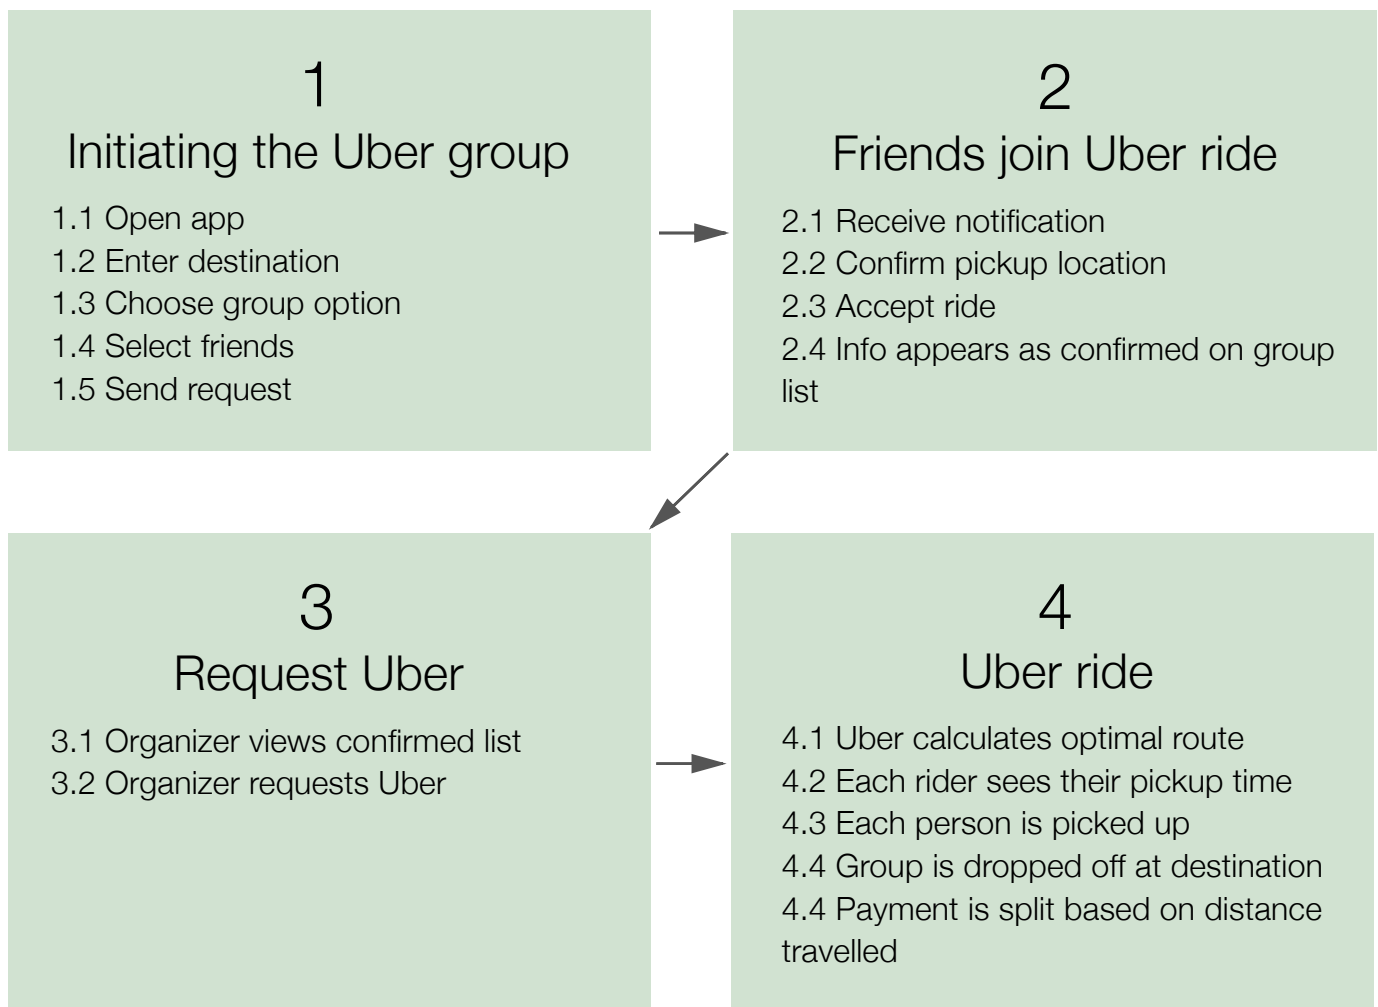 1
Initiating the Uber group
1.1 Open app
1.2 Enter destination
1.3 Choose group option
1.4 Select friends
1.5 Send request
2
Friends join Uber ride
2.1 Receive notification
2.2 Confirm pickup location
2.3 Accept ride
2.4 Info appears as confirmed on group
list
3
Request Uber
3.1 Organizer views confirmed list
3.2 Organizer requests Uber
4
Uber ride
4.1 Uber calculates optimal route
4.2 Each rider sees their pickup time
4.3 Each person is picked up
4.4 Group is dropped off at destination
4.4 Payment is split based on distance
travelled